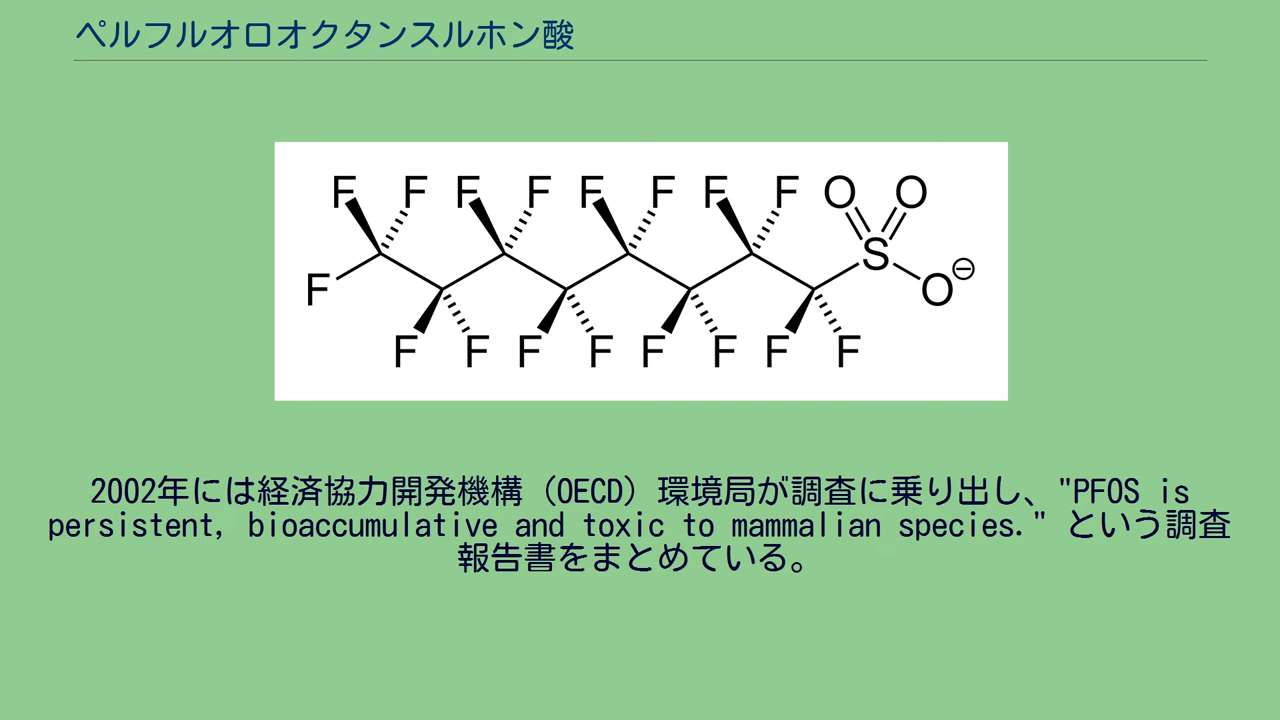 ペルフルオロオクタンスルホン酸
F F F F F F F F O O
F S O⊖
F F F F F F F F
2002年には経済協力開発機構（OECD）環境局が調査に乗り出し、"PFOS is
persistent, bioaccumulative and toxic to mammalian species." という調査
報告書をまとめている。